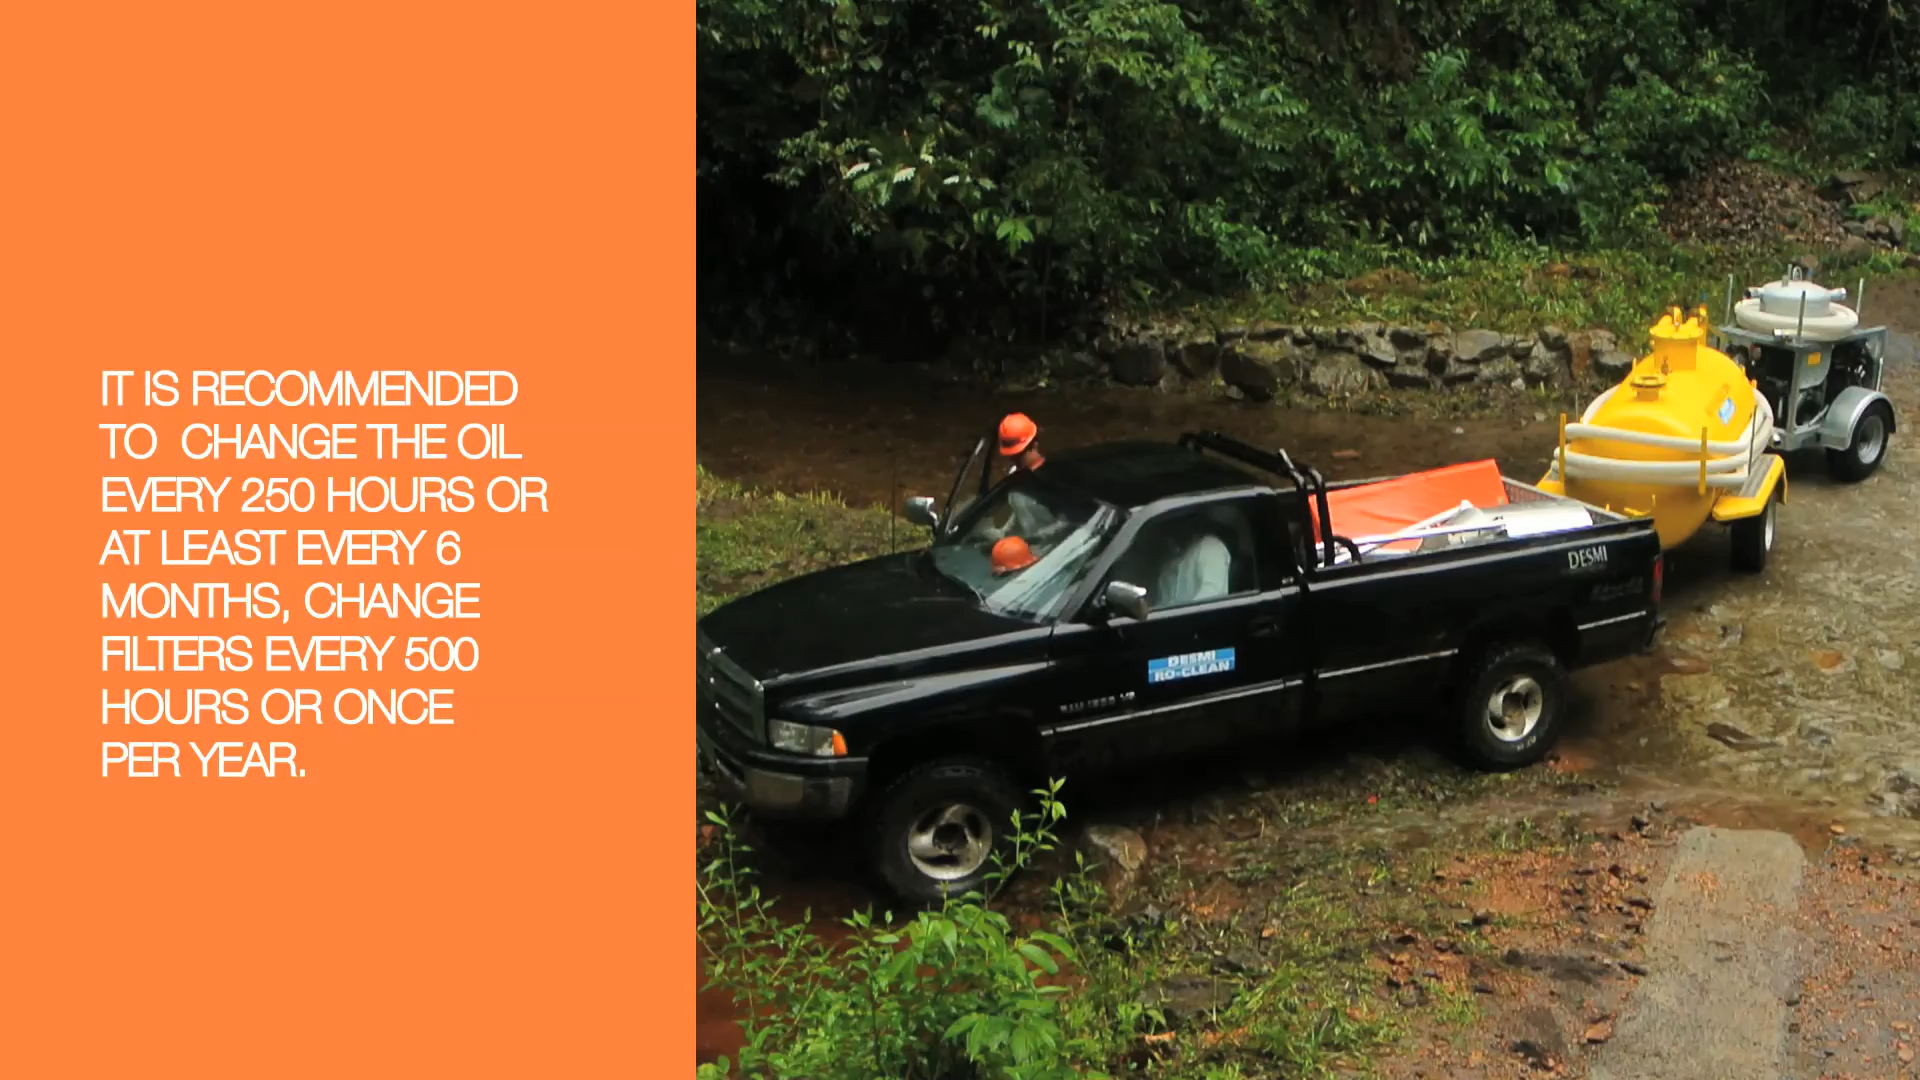 IT IS RECOMMENDED
TO  CHANGE THE OIL
EVERY 250 HOURS OR
AT LEAST EVERY 6
MONTHS, CHANGE
FILTERS EVERY 500
HOURS OR ONCE
PER YEAR.
DESMI
DESMI
RO-CLEAN